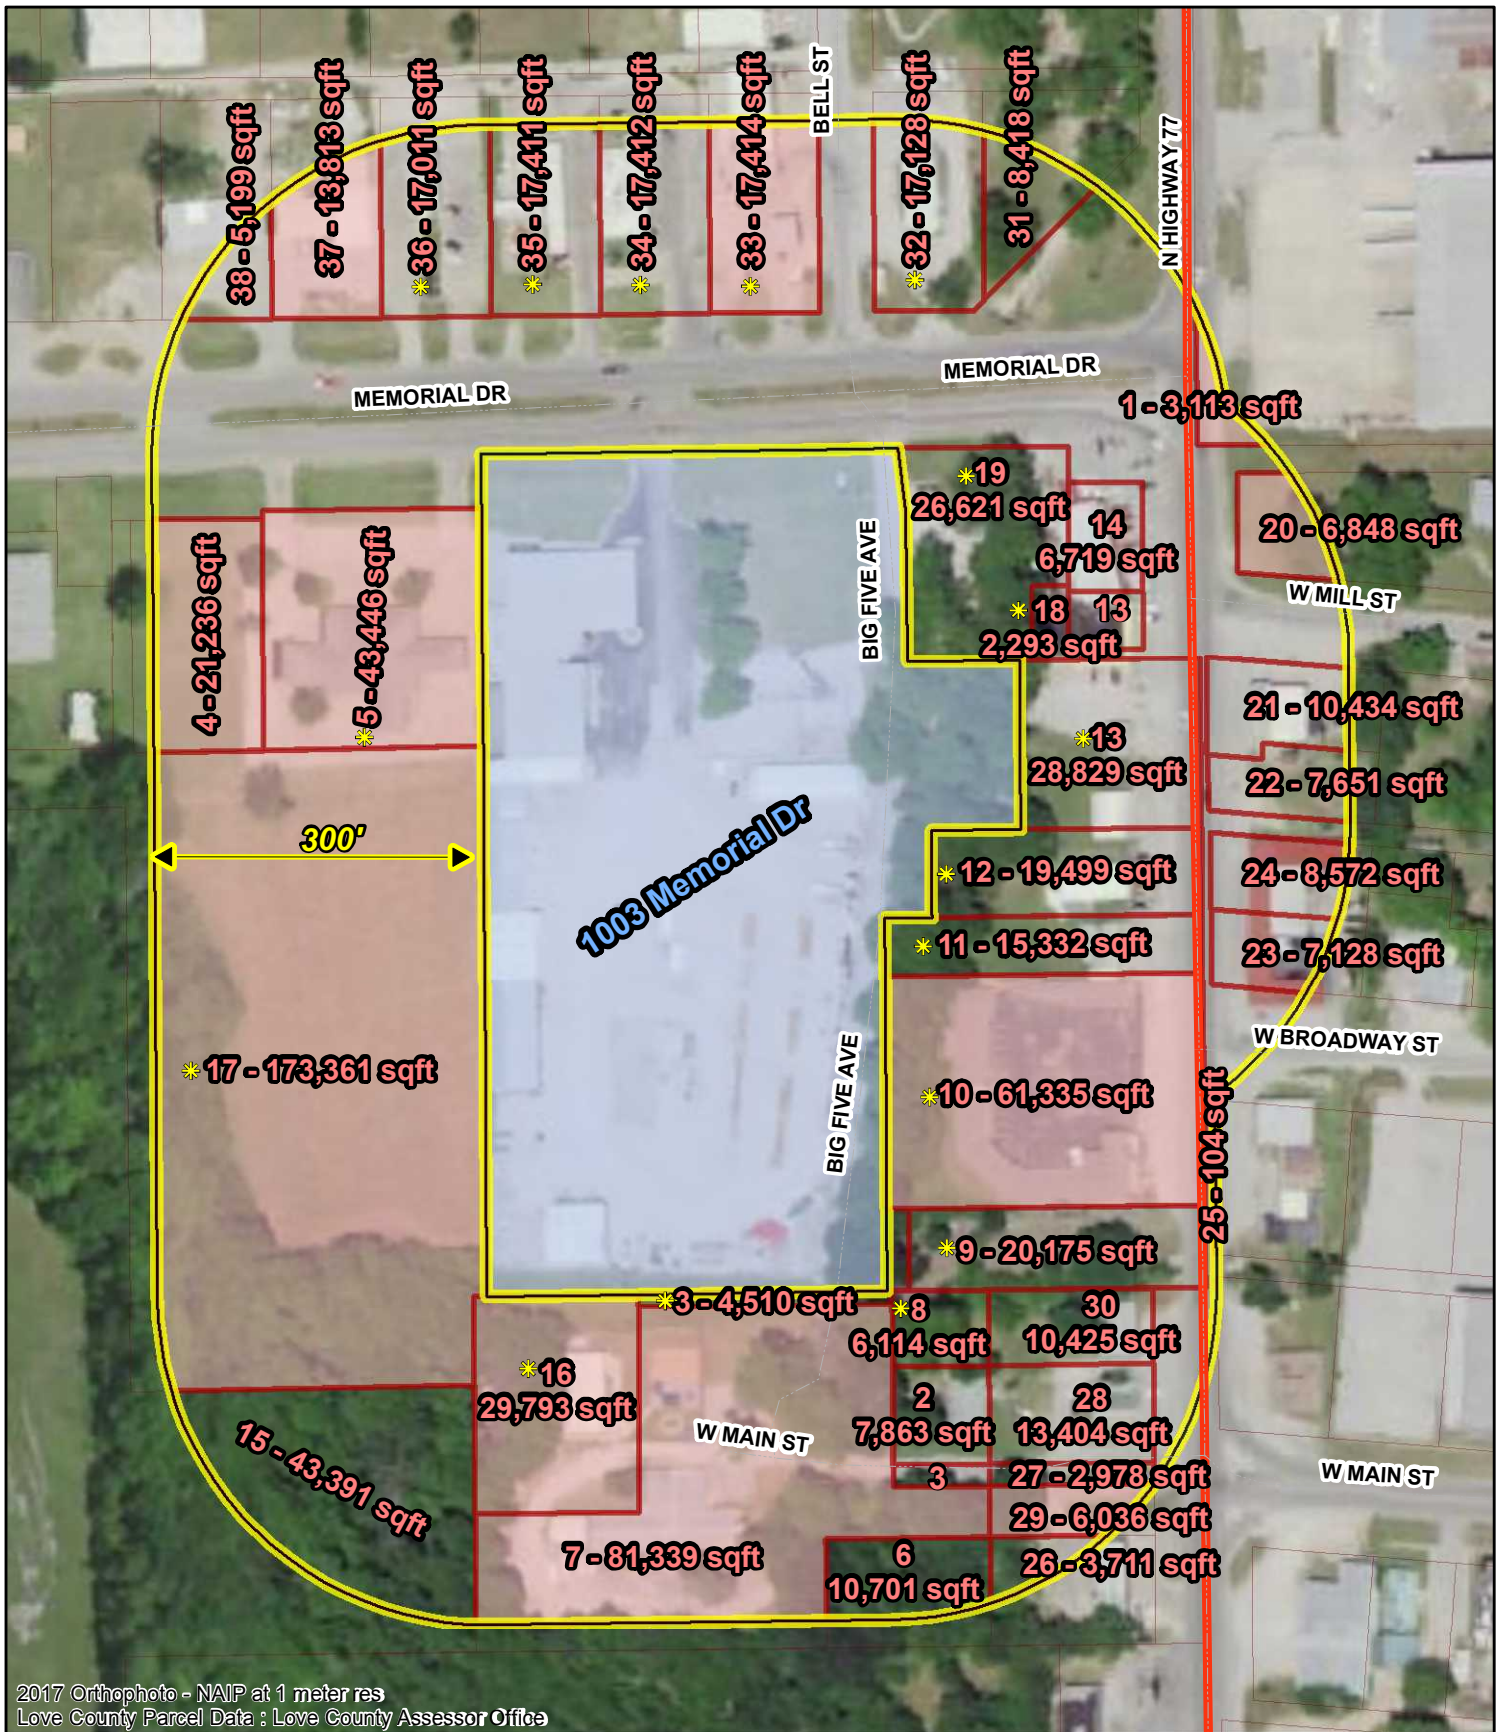 38 - 5,199 sqft
37 - 13,813 sqft
36 - 17,011 sqft
35 - 17,411 sqft
34 - 17,412 sqft
33 - 17,414 sqft
BELL ST
32 - 17,128 sqft
31 - 8,418 sqft
N HIGHWAY 77
MEMORIAL DR
MEMORIAL DR
1 - 3,113 sqft
19
26,621 sqft
14
6,719 sqft
20 - 6,848 sqft
4 - 21,236 sqft
5 - 43,446 sqft
BIG FIVE AVE
18
2,293 sqft
13
W MILL ST
21 - 10,434 sqft
13
28,829 sqft
22 - 7,651 sqft
300'
1003 Memorial Dr
12 - 19,499 sqft
24 - 8,572 sqft
11 - 15,332 sqft
23 - 7,128 sqft
W BROADWAY ST
17 - 173,361 sqft
BIG FIVE AVE
10 - 61,335 sqft
25 - 104 sqft
9 - 20,175 sqft
3 - 4,510 sqft
8
6,114 sqft
30
10,425 sqft
16
29,793 sqft
2
7,863 sqft
28
13,404 sqft
W MAIN ST
15 - 43,391 sqft
3
27 - 2,978 sqft
W MAIN ST
29 - 6,036 sqft
7 - 81,339 sqft
6
10,701 sqft
26 - 3,711 sqft
2017 Orthophoto - NAIP at 1 meter res
Love County Parcel Data : Love County Assessor Office